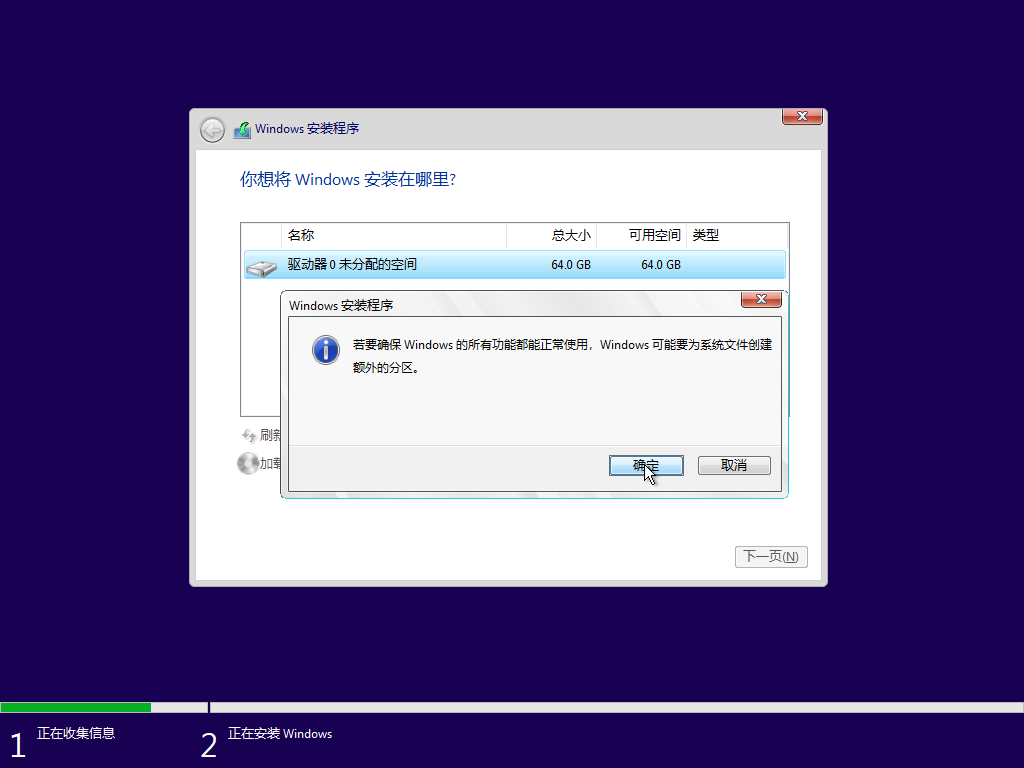 Windows 安装程序
你想将 Windows 安装在哪里?
名称 总大小 可用空间 类型
驱动器 0 未分配的空间 64.0 GB 64.0 GB
Windows 安装程序
若要确保 Windows 的所有功能都能正常使用，Windows 可能要为系统文件创建
额外的分区。
刷新
加载
确定 取消
下一页(N)
1 正在收集信息 2 正在安装 Windows